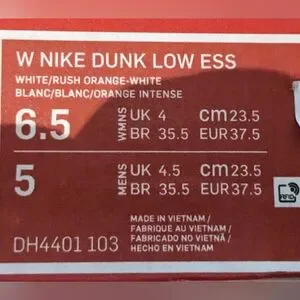 W NIKE DUNK LOW ESS
WHITE/RUSH ORANGE-WHITE
BLANC/BLANC/ORANGE INTENSE
6.5 WMNS UK 4 cm 23.5
BR 35.5 EUR 37.5
5 MENS UK 4.5 cm 23.5
BR 35.5 EUR 37.5
MADE IN VIETNAM /
FABRIQUE AU VIETNAM /
FABRICADO NO VIETNÃ /
HECHO EN VIETNAM
DH4401 103
RFID